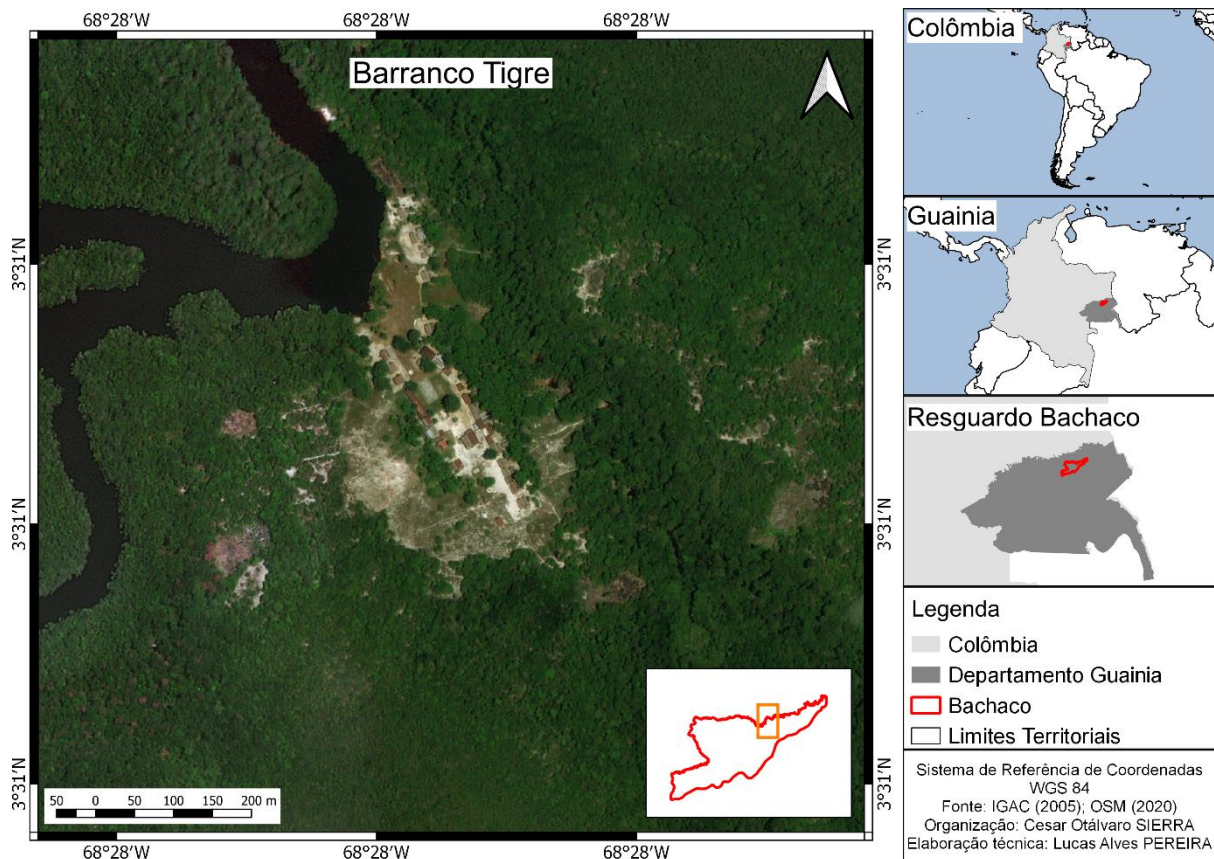 68°28'W 68°28'W 68°28'W
Barranco Tigre
3°31'N 3°31'N
3°31'N 3°31'N
3°31'N 3°31'N
50 0 50 100 150 200 m
68°28'W 68°28'W 68°28'W
Colômbia
Guainia
Resguardo Bachaco
Legenda
Colômbia
Departamento Guainia
Bachaco
Limites Territoriais
Sistema de Referência de Coordenadas
WGS 84
Fonte: IGAC (2005); OSM (2020)
Organização: Cesar Otálvaro SIERRA
Elaboração técnica: Lucas Alves PEREIRA